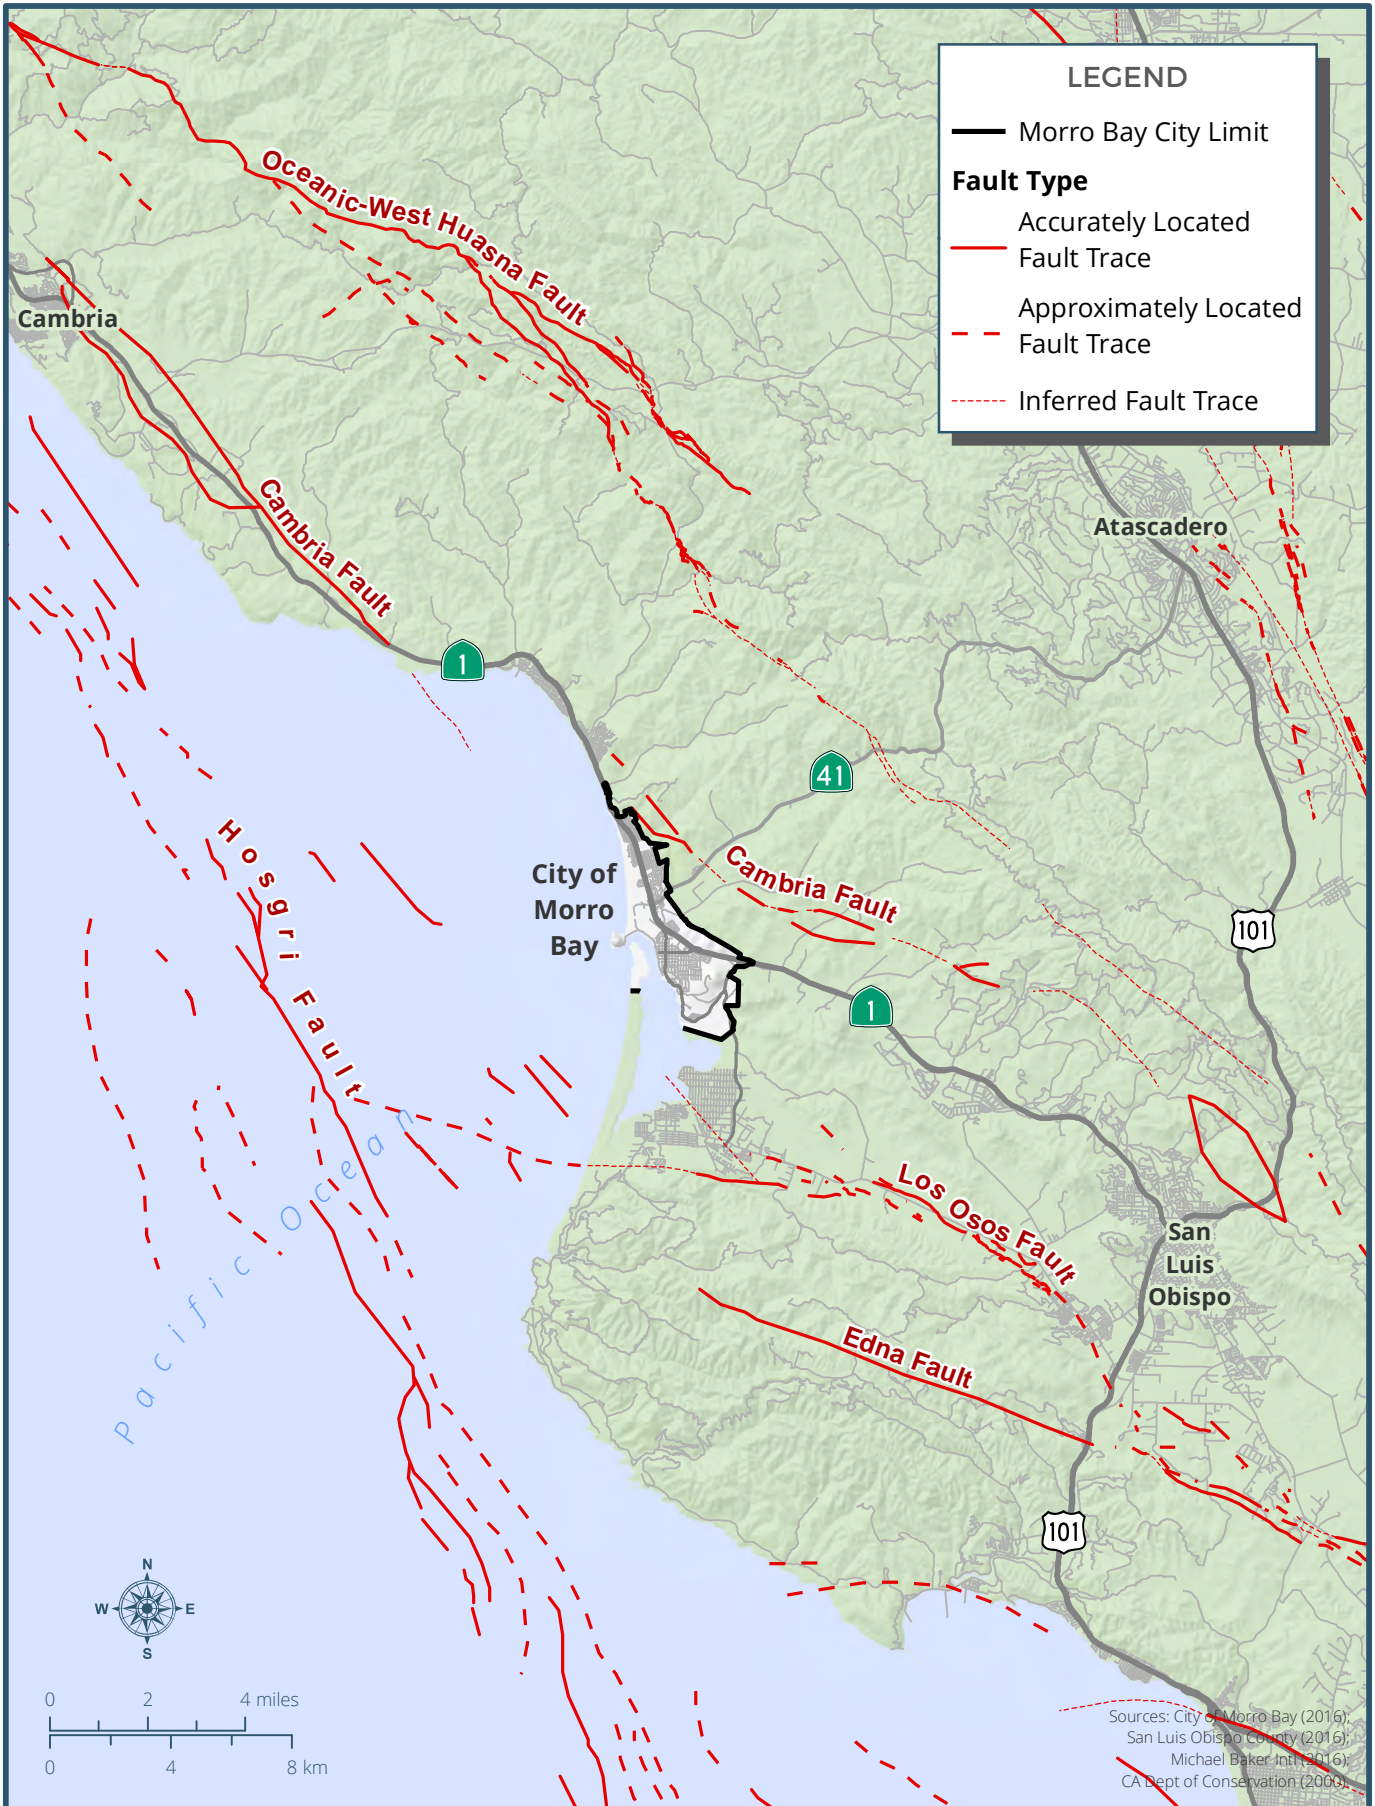 LEGEND
Morro Bay City Limit
Fault Type
Accurately Located
Fault Trace
Approximately Located
Fault Trace
Inferred Fault Trace
Oceanic-West Huasna Fault
Cambria
Cambria Fault
Atascadero
1
41
Hosgri Fault
City of
Morro
Bay
Cambria Fault
101
1
Pacific Ocean
Los Osos Fault
San
Luis
Obispo
Edna Fault
101
N
W E
S
0 2 4 miles
0 4 8 km
Sources: City of Morro Bay (2016);
San Luis Obispo County (2016);
Michael Baker Intl (2016);
CA Dept of Conservation (2000).